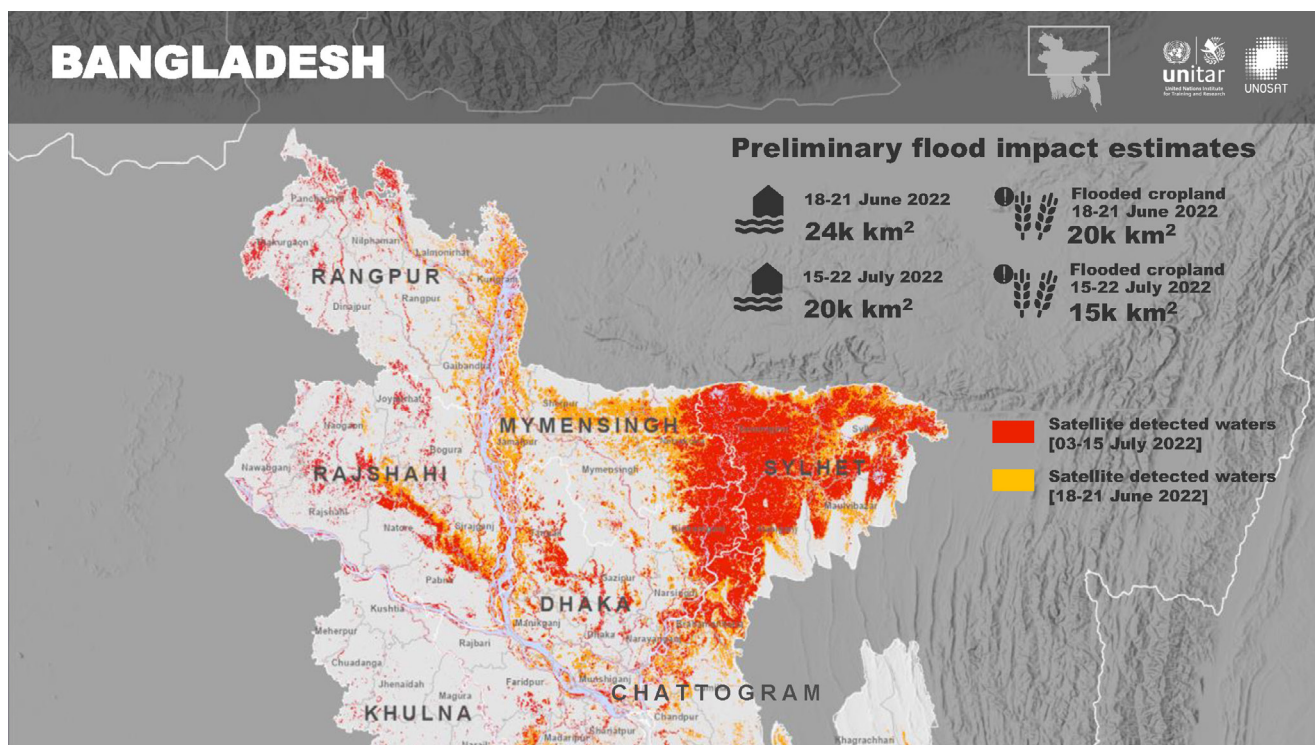 BANGLADESH
unitar
United Nations Institute
for Training and Research
UNOSAT
Preliminary flood impact estimates
18-21 June 2022
24k km²
Flooded cropland
18-21 June 2022
20k km²
15-22 July 2022
20k km²
Flooded cropland
15-22 July 2022
15k km²
Satellite detected waters
[03-15 July 2022]
Satellite detected waters
[18-21 June 2022]
Panchagarh
Thakurgaon
Nilphamari
Lalmonirhat
RANGPUR
Kurigram
Rangpur
Dinajpur
Gaibandha
Joypurhat
Sherpur
Naogaon
MYMENSINGH
Jamalpur
Sylhet
Bogura
Nawabganj
RAJSHAHI
Mymensingh
SYLHET
Rajshahi
Maulvibazar
Natore
Sirajganj
Pabna
Gazipur
Narsingdi
Kushtia
DHAKA
Manikganj
Meherpur
Dhaka
Narayanganj
Rajbari
Chuadanga
Faridpur
Munshiganj
Jhenaidah
Magura
CHATTOGRAM
KHULNA
Chandpur
Madaripur
Shariatpur
Khagrachhari